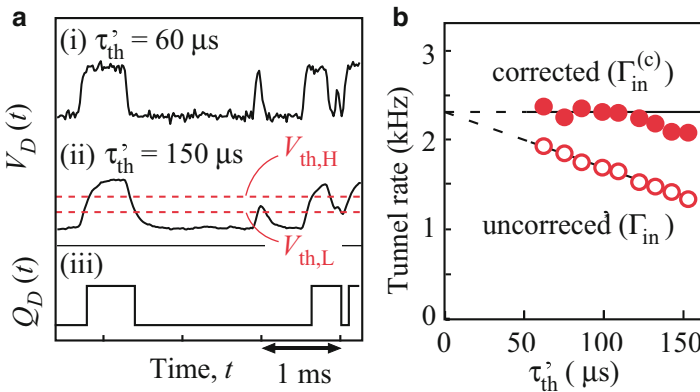 a
(i) τ'th = 60 μs
VD (t)
(ii) τ'th = 150 μs
Vth,H
Vth,L
(iii)
QD (t)
Time, t
1 ms
b
Tunnel rate (kHz)
3
2
1
0
corrected (Γin(c))
uncorreced (Γin)
0 50 100 150
τ'th ( μs)